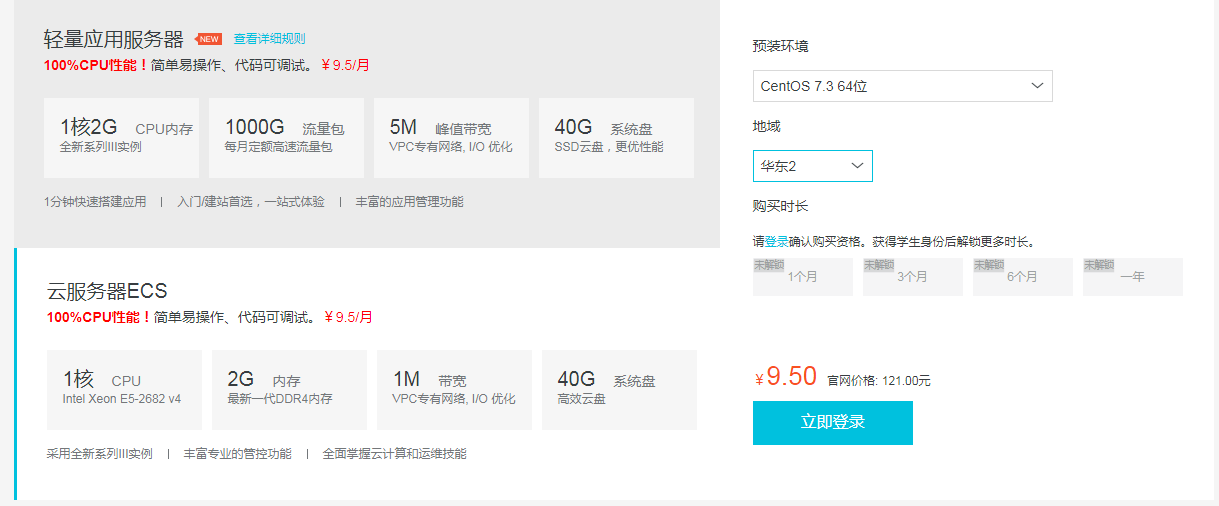 轻量应用服务器 NEW 查看详细规则
100%CPU性能！简单易操作、代码可调试。￥9.5/月
1核2G CPU内存
全新系列III实例
1000G 流量包
每月定额高速流量包
5M 峰值带宽
VPC专有网络, I/O 优化
40G 系统盘
SSD云盘，更优性能
1分钟快速搭建应用 | 入门/建站首选，一站式体验 | 丰富的应用管理功能
云服务器ECS
100%CPU性能！简单易操作、代码可调试。￥9.5/月
1核 CPU
Intel Xeon E5-2682 v4
2G 内存
最新一代DDR4内存
1M 带宽
VPC专有网络, I/O 优化
40G 系统盘
高效云盘
采用全新系列III实例 | 丰富专业的管控功能 | 全面掌握云计算和运维技能
预装环境
CentOS 7.3 64位
地域
华东2
购买时长
请登录确认购买资格。获得学生身份后解锁更多时长。
未解锁 1个月
未解锁 3个月
未解锁 6个月
未解锁 一年
￥9.50 官网价格: 121.00元
立即登录